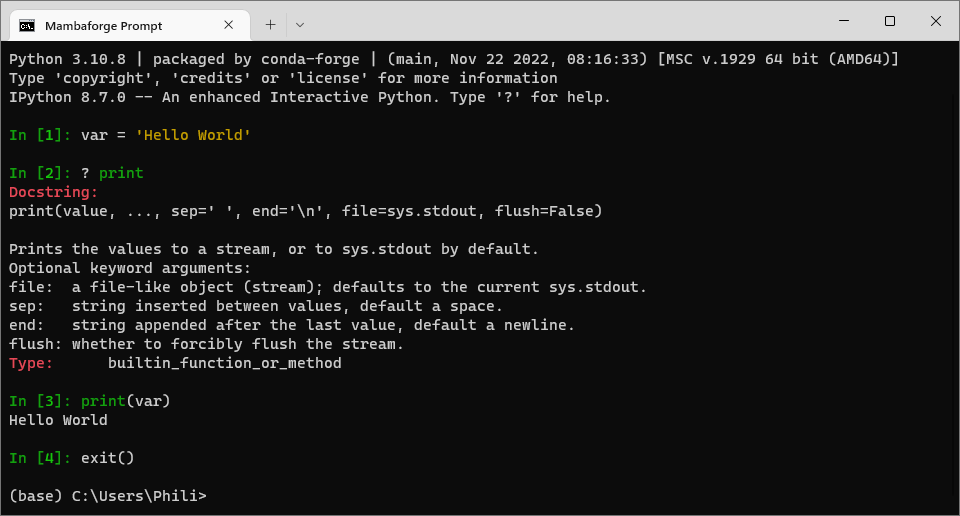 Mambaforge Prompt
Python 3.10.8 | packaged by conda-forge | (main, Nov 22 2022, 08:16:33) [MSC v.1929 64 bit (AMD64)]
Type 'copyright', 'credits' or 'license' for more information
IPython 8.7.0 -- An enhanced Interactive Python. Type '?' for help.
In [1]: var = 'Hello World'
In [2]: ? print
Docstring:
print(value, ..., sep=' ', end='\n', file=sys.stdout, flush=False)
Prints the values to a stream, or to sys.stdout by default.
Optional keyword arguments:
file:  a file-like object (stream); defaults to the current sys.stdout.
sep:   string inserted between values, default a space.
end:   string appended after the last value, default a newline.
flush: whether to forcibly flush the stream.
Type:      builtin_function_or_method
In [3]: print(var)
Hello World
In [4]: exit()
(base) C:\Users\Phili>